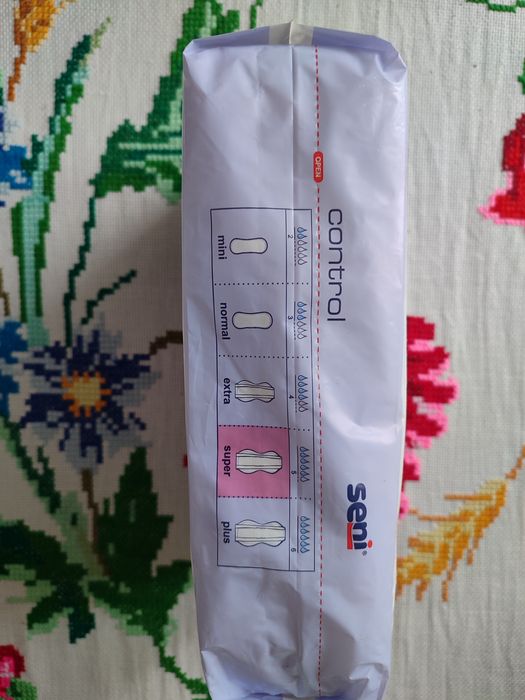 OPEN
control
seni®
2
3
4
5
6
mini
normal
extra
super
plus